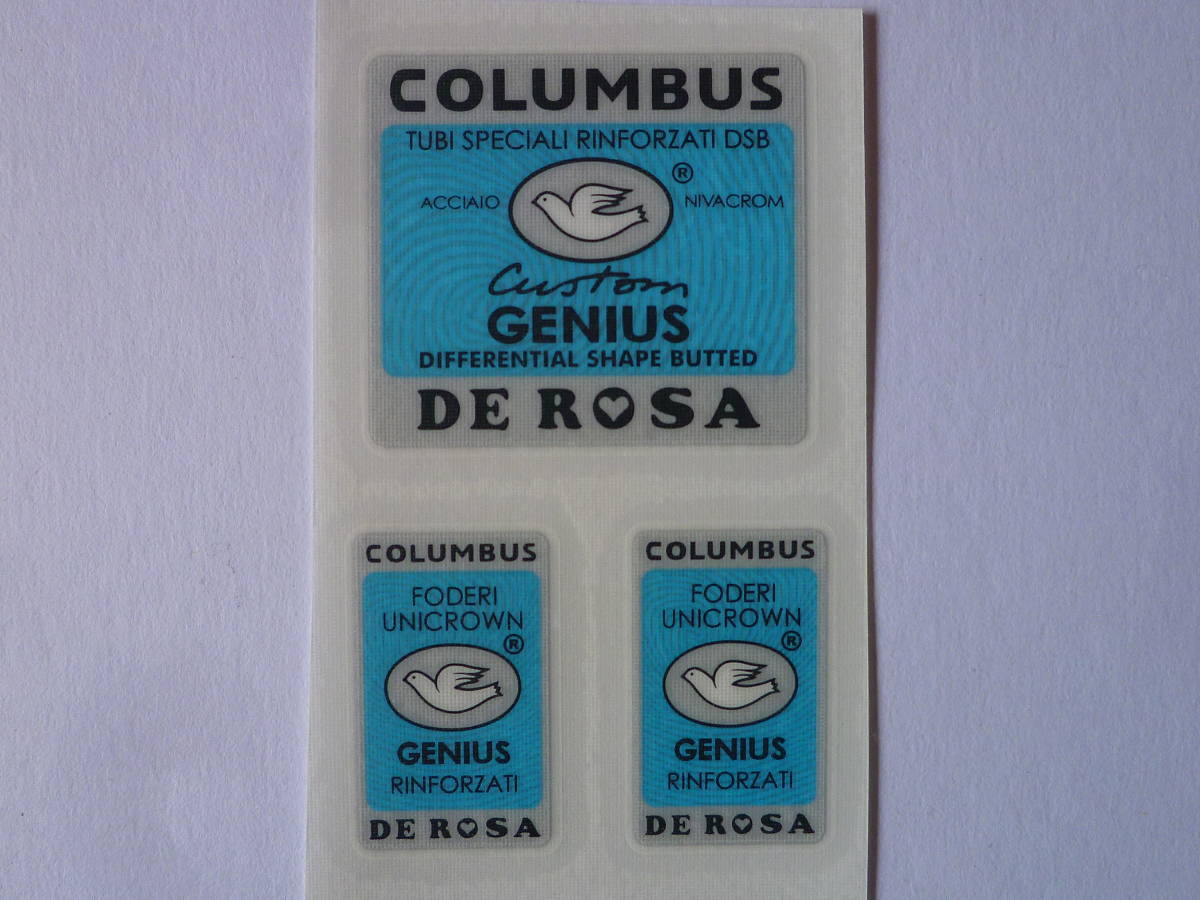 COLUMBUS
TUBI SPECIALI RINFORZATI DSB
®
ACCIAIO NIVACROM
Custom
GENIUS
DIFFERENTIAL SHAPE BUTTED
DE ROSA
COLUMBUS
FODERI
UNICROWN
®
GENIUS
RINFORZATI
DE ROSA
COLUMBUS
FODERI
UNICROWN
®
GENIUS
RINFORZATI
DE ROSA